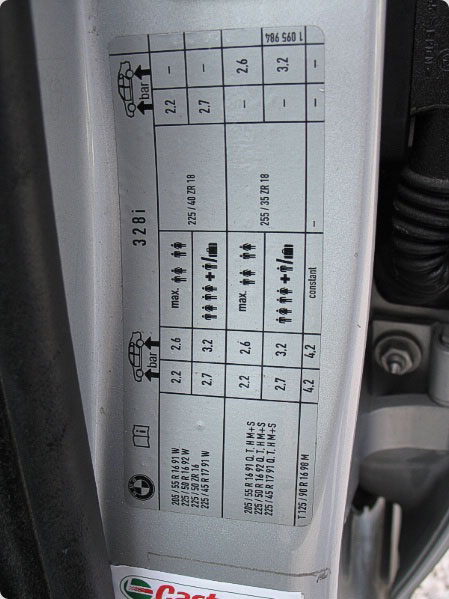 328i
bar
bar
205/55 R 16 91 W
225/50 R 16 92 W
225/50 ZR 16
225/45 R 17 91 W
2.2 2.6
max.
225/40 ZR 18
2.2 –
2.7 3.2
+ /
2.7 –
205/55 R 16 91 Q.T, H M+S
225/50 R 16 92 Q.T, H M+S
225/45 R 17 91 Q.T, H M+S
2.2 2.6
max.
255/35 ZR 18
– 2.6
2.7 3.2
+ /
– 3.2
T 125/90 R 16 98 M
4.2 4.2
constant
–
1 095 984
Cast